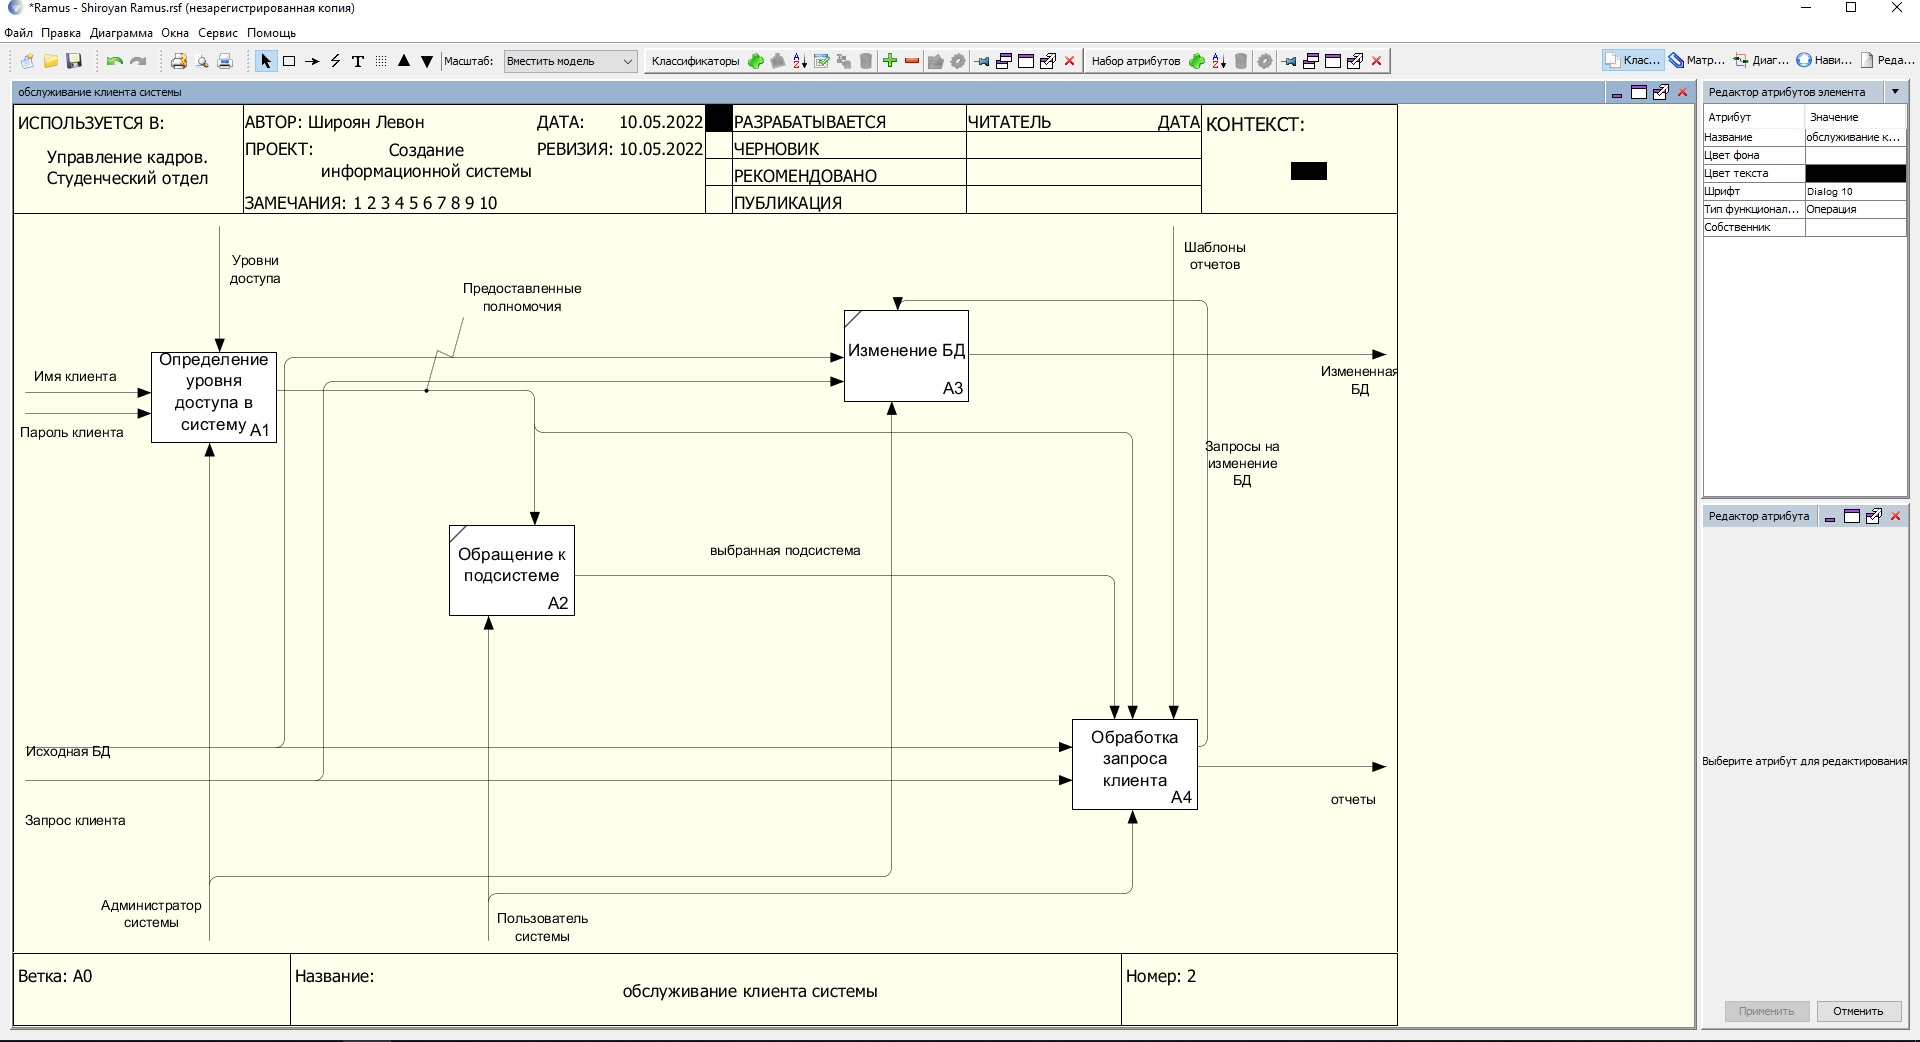 *Ramus - Shiroyan Ramus.rsf (незарегистрированная копия)
Файл Правка Диаграмма Окна Сервис Помощь
Масштаб: Вместить модель Классификаторы Набор атрибутов Клас... Матр... Диаг... Нави... Реда...
обслуживание клиента системы
ИСПОЛЬЗУЕТСЯ В:
Управление кадров.
Студенческий отдел
АВТОР: Широян Левон
ДАТА: 10.05.2022
ПРОЕКТ: Создание
информационной системы
РЕВИЗИЯ: 10.05.2022
ЗАМЕЧАНИЯ: 1 2 3 4 5 6 7 8 9 10
РАЗРАБАТЫВАЕТСЯ
ЧЕРНОВИК
РЕКОМЕНДОВАНО
ПУБЛИКАЦИЯ
ЧИТАТЕЛЬ
ДАТА
КОНТЕКСТ:
Уровни
доступа
Предоставленные
полномочия
Шаблоны
отчетов
Имя клиента
Пароль клиента
Определение
уровня
доступа в
систему
A1
Изменение БД
A3
Измененная
БД
Запросы на
изменение
БД
Обращение к
подсистеме
A2
выбранная подсистема
Исходная БД
Запрос клиента
Обработка
запроса
клиента
A4
отчеты
Администратор
системы
Пользователь
системы
Ветка: A0
Название:
обслуживание клиента системы
Номер: 2
Редактор атрибутов элемента
Атрибут Значение
Название обслуживание к...
Цвет фона
Цвет текста
Шрифт Dialog 10
Тип функционал... Операция
Собственник
Редактор атрибута
Выберите атрибут для редактирования
Применить Отменить